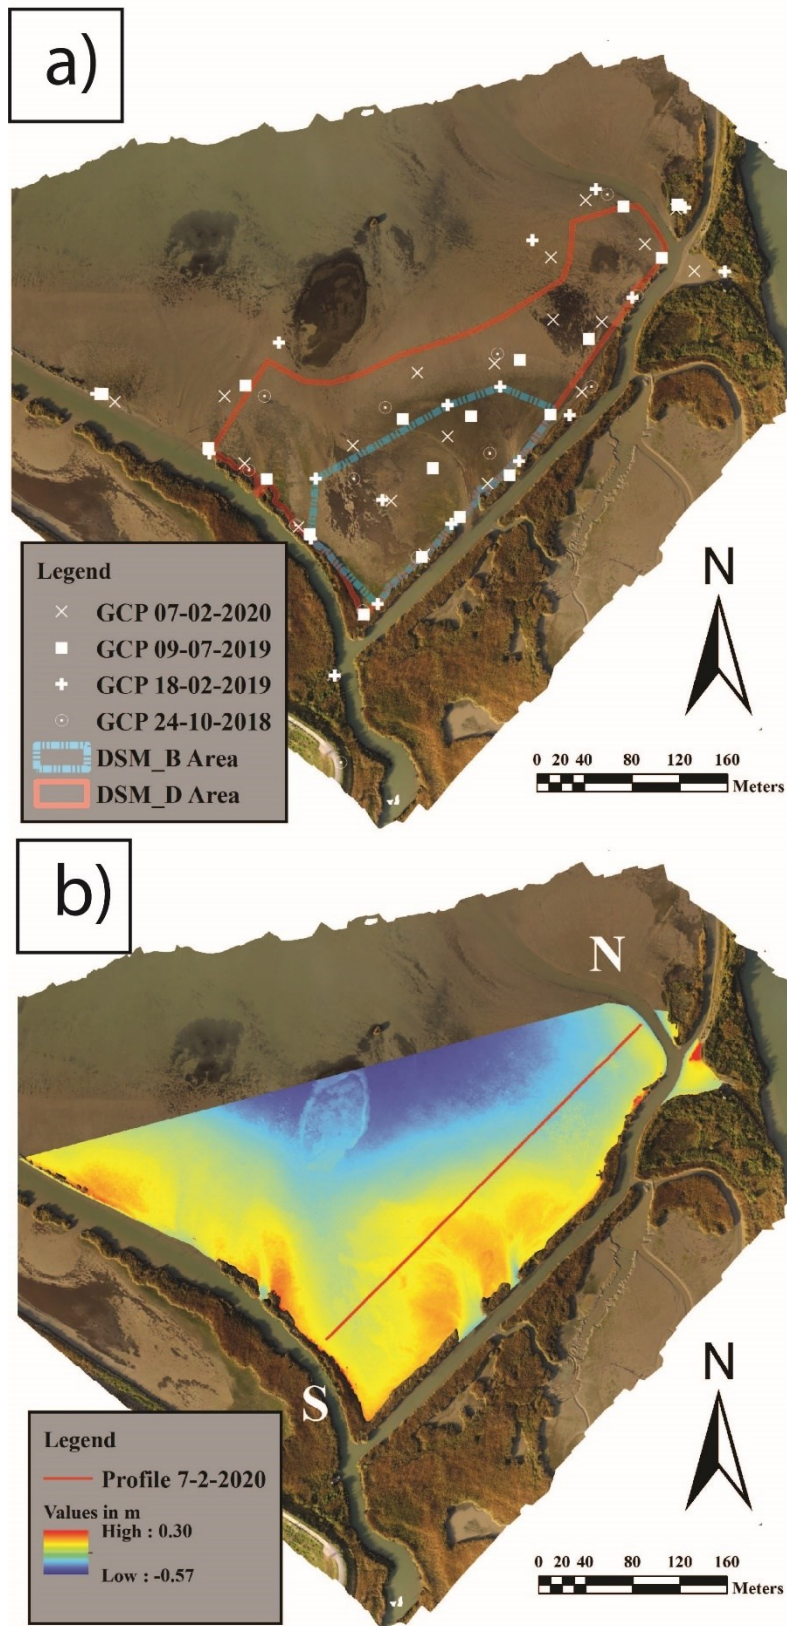 a)
N
Legend
GCP 07-02-2020
GCP 09-07-2019
GCP 18-02-2019
GCP 24-10-2018
DSM_B Area
DSM_D Area
0 40 80 120 160
Meters
b)
N
S
N
Legend
Profile 7-2-2020
Values in m
High : 0.30
Low : -0.57
0 40 80 120 160
Meters